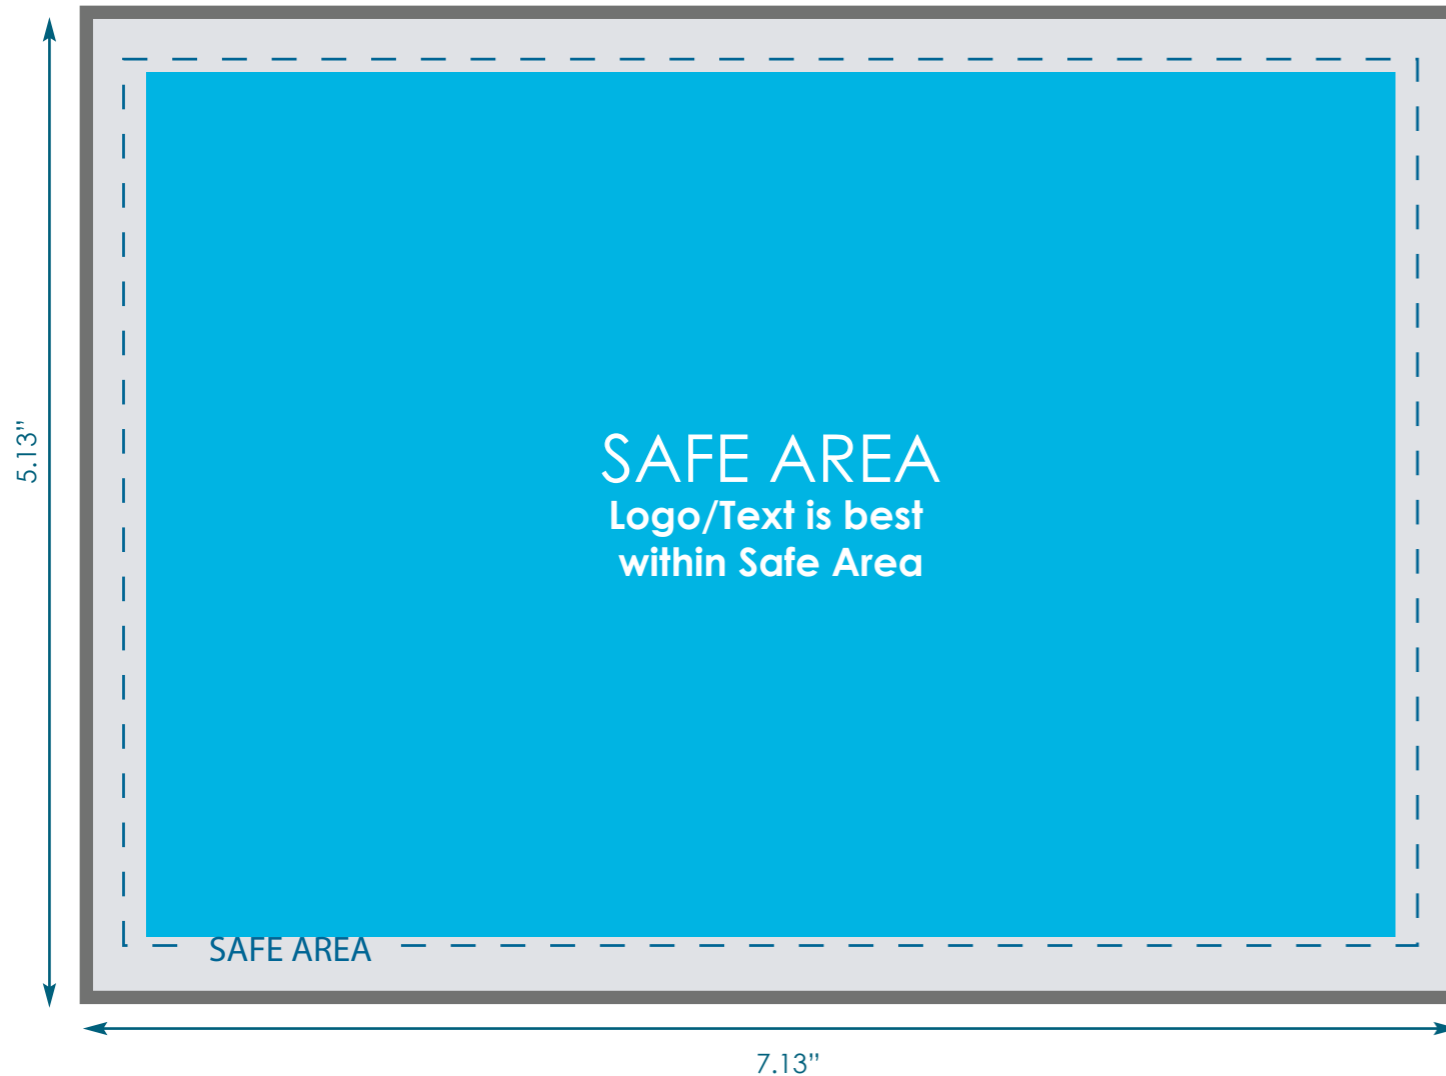 5.13”
SAFE AREA
Logo/Text is best
within Safe Area
SAFE AREA
7.13”